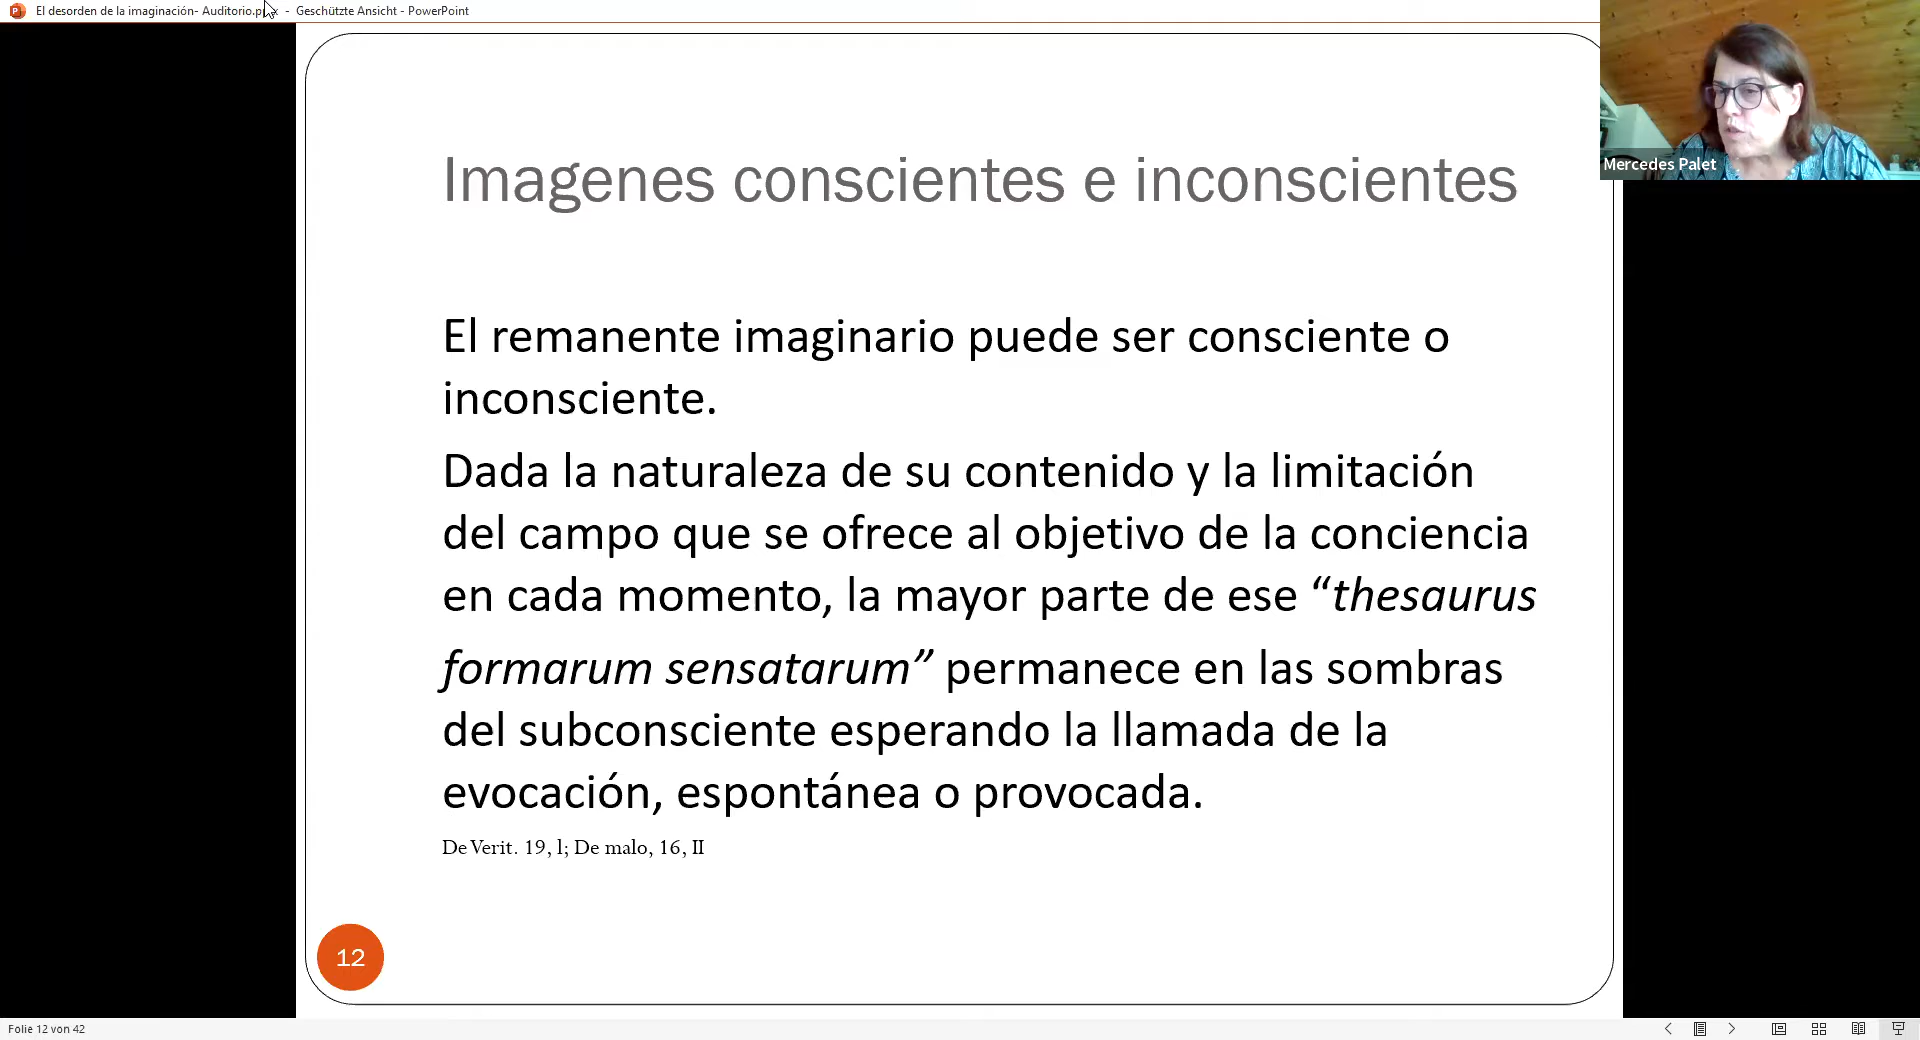 El desorden de la imaginación- Auditorio.pptx - Geschützte Ansicht - PowerPoint
Mercedes Palet
Imagenes conscientes e inconscientes
El remanente imaginario puede ser consciente o
inconsciente.
Dada la naturaleza de su contenido y la limitación
del campo que se ofrece al objetivo de la conciencia
en cada momento, la mayor parte de ese “thesaurus
formarum sensatarum” permanece en las sombras
del subconsciente esperando la llamada de la
evocación, espontánea o provocada.
De Verit. 19, l; De malo, 16, II
12
Folie 12 von 42